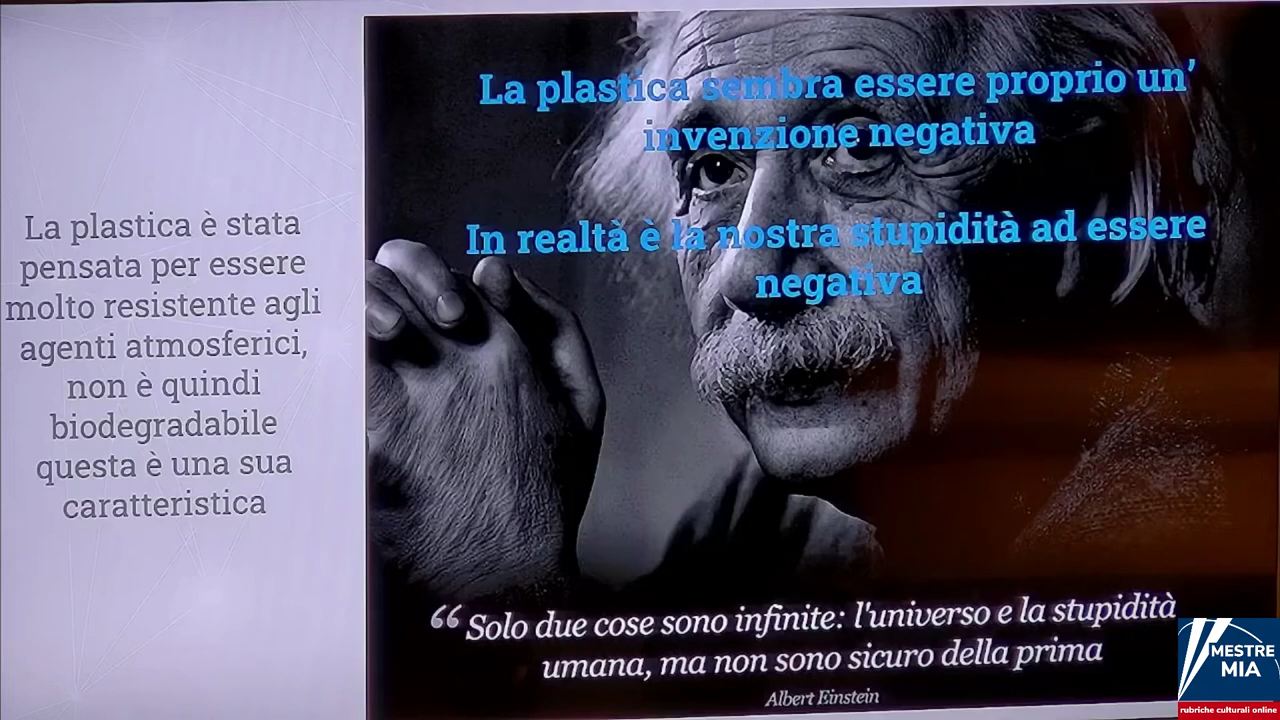 La plastica è stata
pensata per essere
molto resistente agli
agenti atmosferici,
non è quindi
biodegradabile
questa è una sua
caratteristica
La plastica sembra essere proprio un'
invenzione negativa
In realtà è la nostra stupidità ad essere
negativa
“ Solo due cose sono infinite: l'universo e la stupidità
umana, ma non sono sicuro della prima
Albert Einstein
MESTRE
MIA
rubriche culturali online